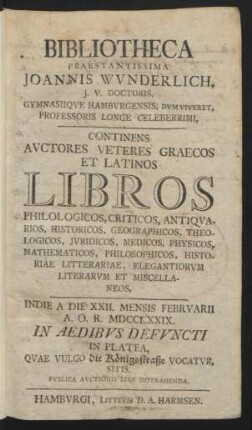 BIBLIOTHECA
PRAESTANTISSIMA
JOANNIS WVNDERLICH,
J. V. DOCTORIS,
GYMNASIIQVE HAMBVRGENSIS, DVM VIVERET,
PROFESSORIS LONGE CELEBERRIMI,
CONTINENS
AVCTORES VETERES GRAECOS
ET LATINOS
LIBROS
PHILOLOGICOS, CRITICOS, ANTIQVA-
RIOS, HISTORICOS, GEOGRAPHICOS, THEO-
LOGICOS, JVRIDICOS, MEDICOS, PHYSICOS,
MATHEMATICOS, PHILOSOPHICOS, HISTO-
RIAE LITTERARIAE, ELEGANTIORVM
LITERARVM ET MISCELLA-
NEOS,
INDIE A DIE XXII. MENSIS FEBRVARII
A. O. R. MDCCLXXIX.
IN AEDIBVS DEFVNCTI
IN PLATEA,
QVAE VULGO die Königsstraße VOCATVR,
SITIS,
PVBLICA AVCTIONIS LEGE DISTRAHENDA.
HAMBVRGI, LITTERIS D. A. HARMSEN.